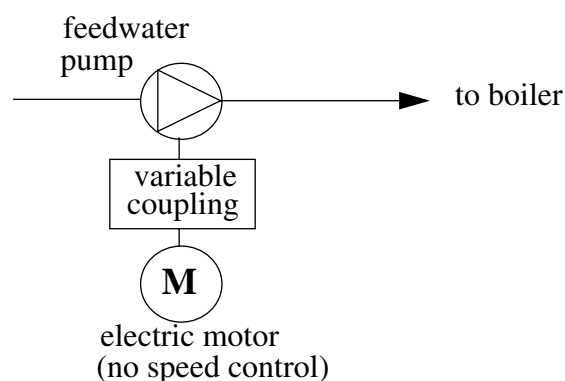 feedwater
pump
to boiler
variable
coupling
M
electric motor
(no speed control)